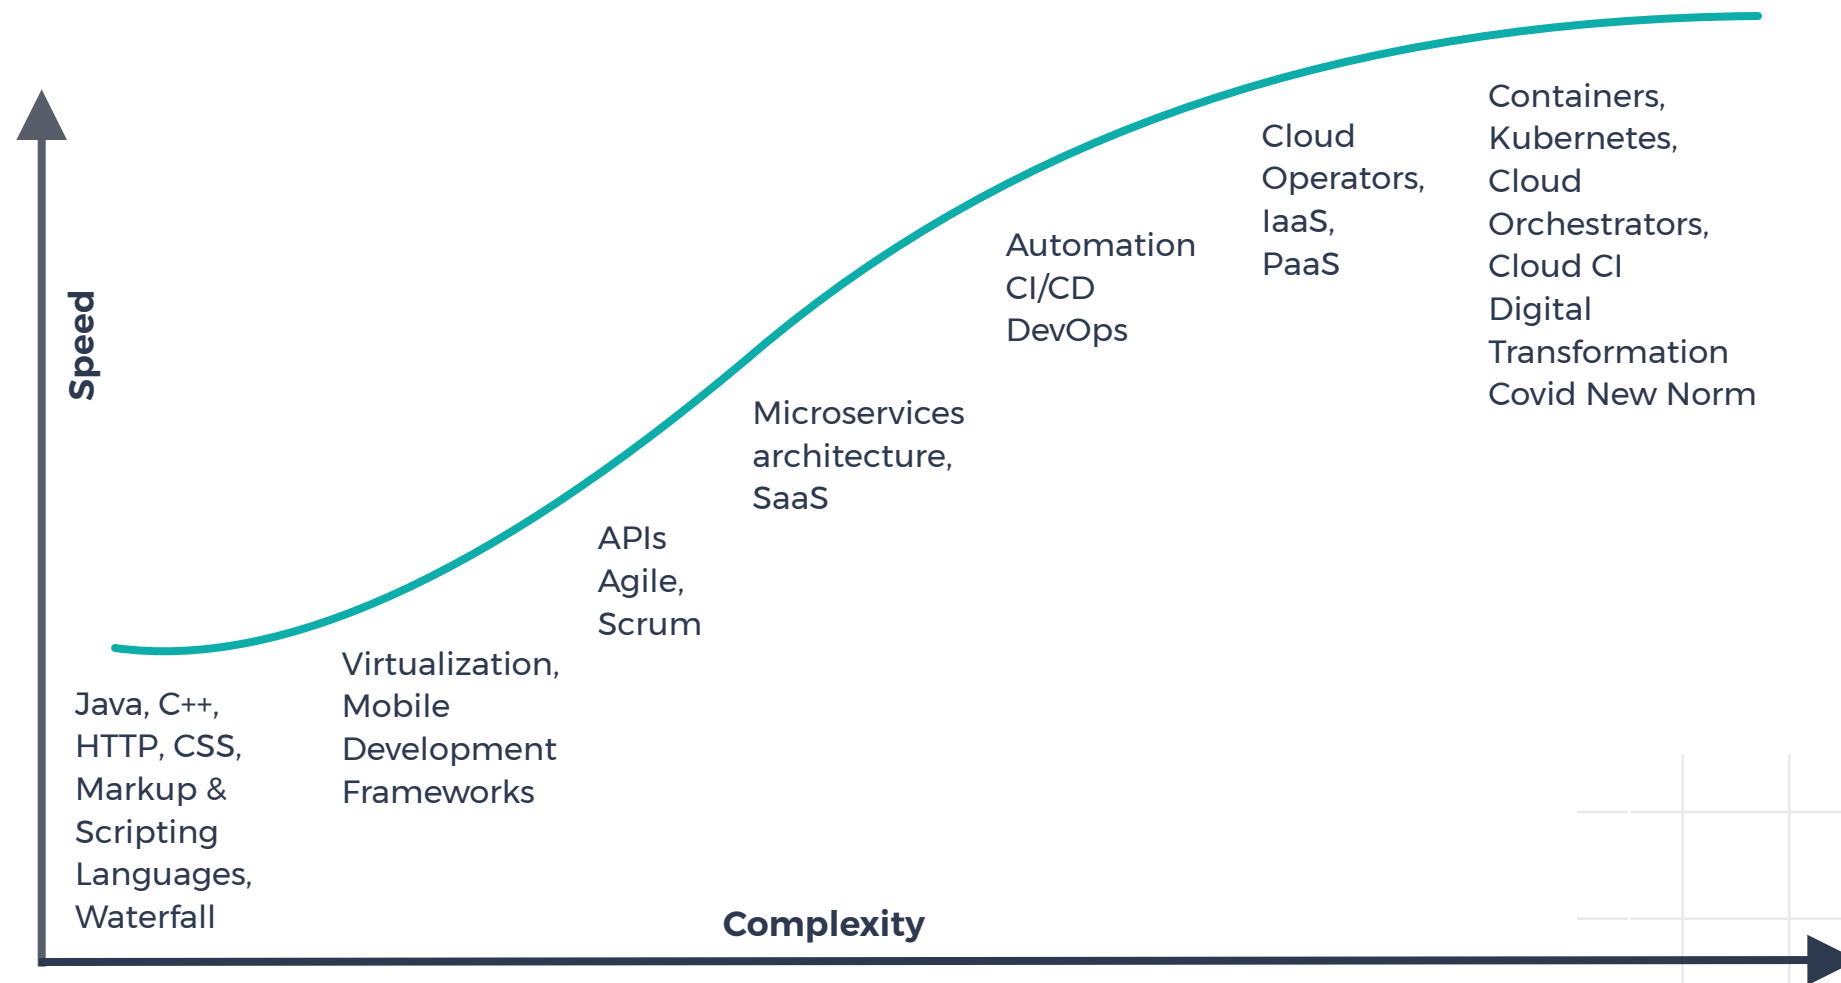 Speed
Java, C++,
HTTP, CSS,
Markup &
Scripting
Languages,
Waterfall
Virtualization,
Mobile
Development
Frameworks
APIs
Agile,
Scrum
Microservices
architecture,
SaaS
Automation
CI/CD
DevOps
Cloud
Operators,
IaaS,
PaaS
Containers,
Kubernetes,
Cloud
Orchestrators,
Cloud CI
Digital
Transformation
Covid New Norm
Complexity